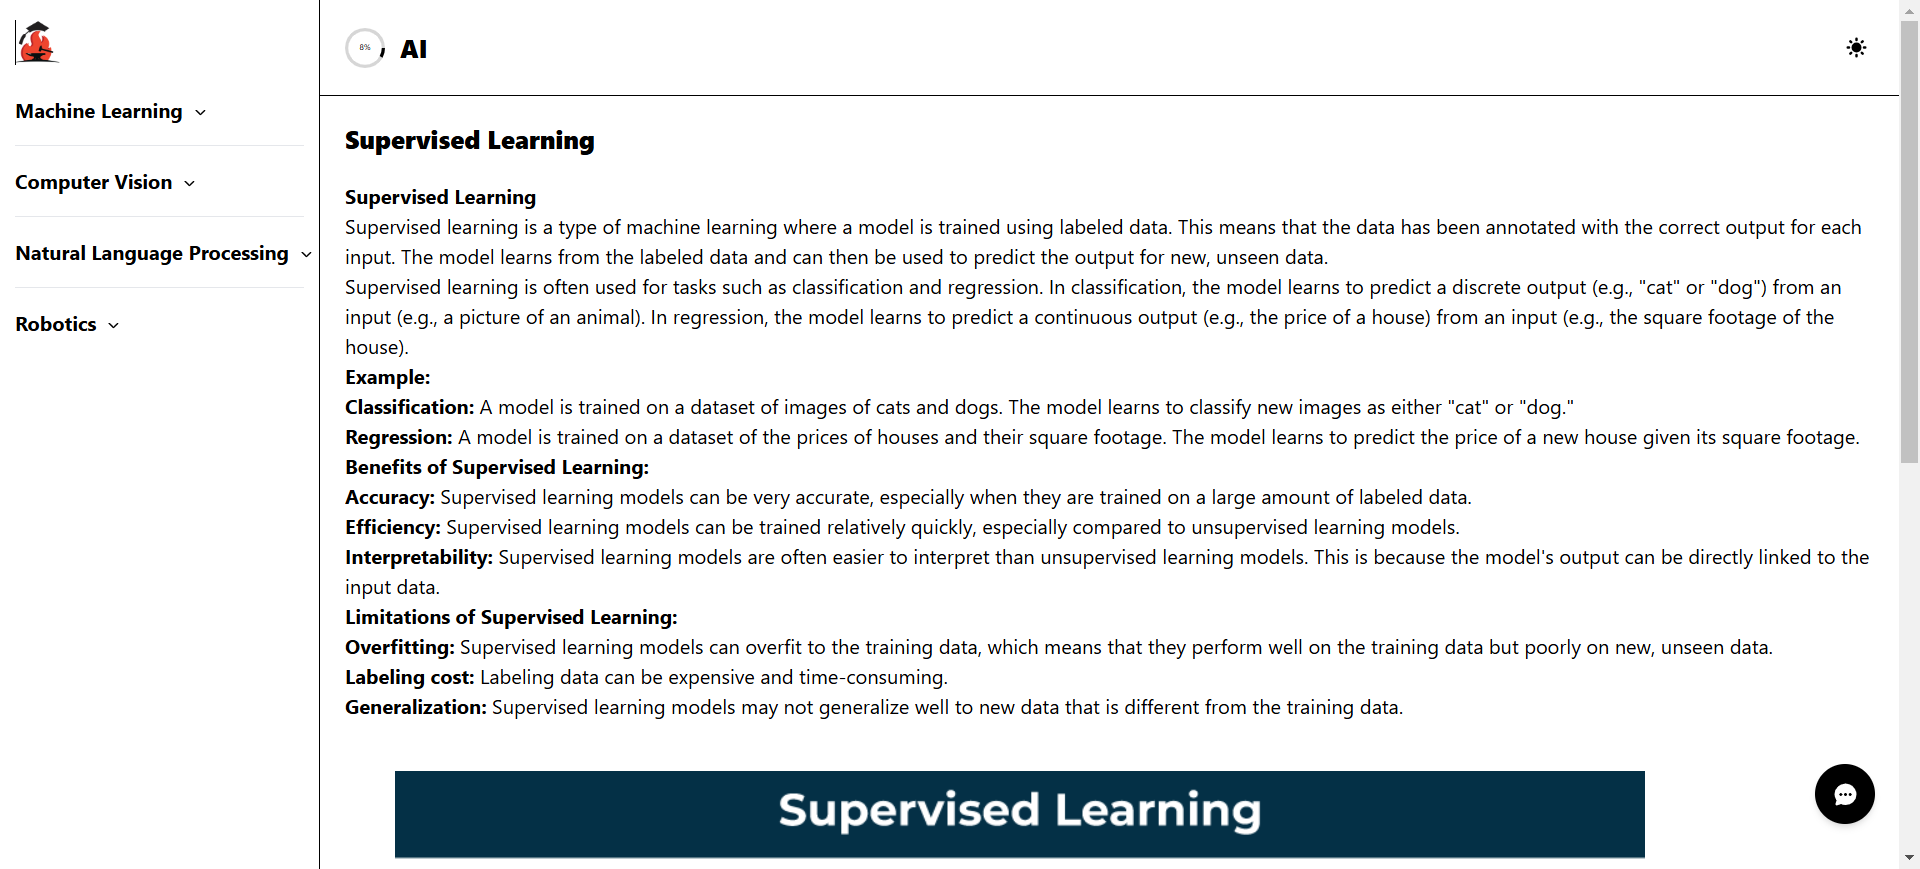 Machine Learning
Computer Vision
Natural Language Processing
Robotics
8%
AI
Supervised Learning
Supervised Learning
Supervised learning is a type of machine learning where a model is trained using labeled data. This means that the data has been annotated with the correct output for each
input. The model learns from the labeled data and can then be used to predict the output for new, unseen data.
Supervised learning is often used for tasks such as classification and regression. In classification, the model learns to predict a discrete output (e.g., "cat" or "dog") from an
input (e.g., a picture of an animal). In regression, the model learns to predict a continuous output (e.g., the price of a house) from an input (e.g., the square footage of the
house).
Example:
Classification: A model is trained on a dataset of images of cats and dogs. The model learns to classify new images as either "cat" or "dog."
Regression: A model is trained on a dataset of the prices of houses and their square footage. The model learns to predict the price of a new house given its square footage.
Benefits of Supervised Learning:
Accuracy: Supervised learning models can be very accurate, especially when they are trained on a large amount of labeled data.
Efficiency: Supervised learning models can be trained relatively quickly, especially compared to unsupervised learning models.
Interpretability: Supervised learning models are often easier to interpret than unsupervised learning models. This is because the model's output can be directly linked to the
input data.
Limitations of Supervised Learning:
Overfitting: Supervised learning models can overfit to the training data, which means that they perform well on the training data but poorly on new, unseen data.
Labeling cost: Labeling data can be expensive and time-consuming.
Generalization: Supervised learning models may not generalize well to new data that is different from the training data.
Supervised Learning